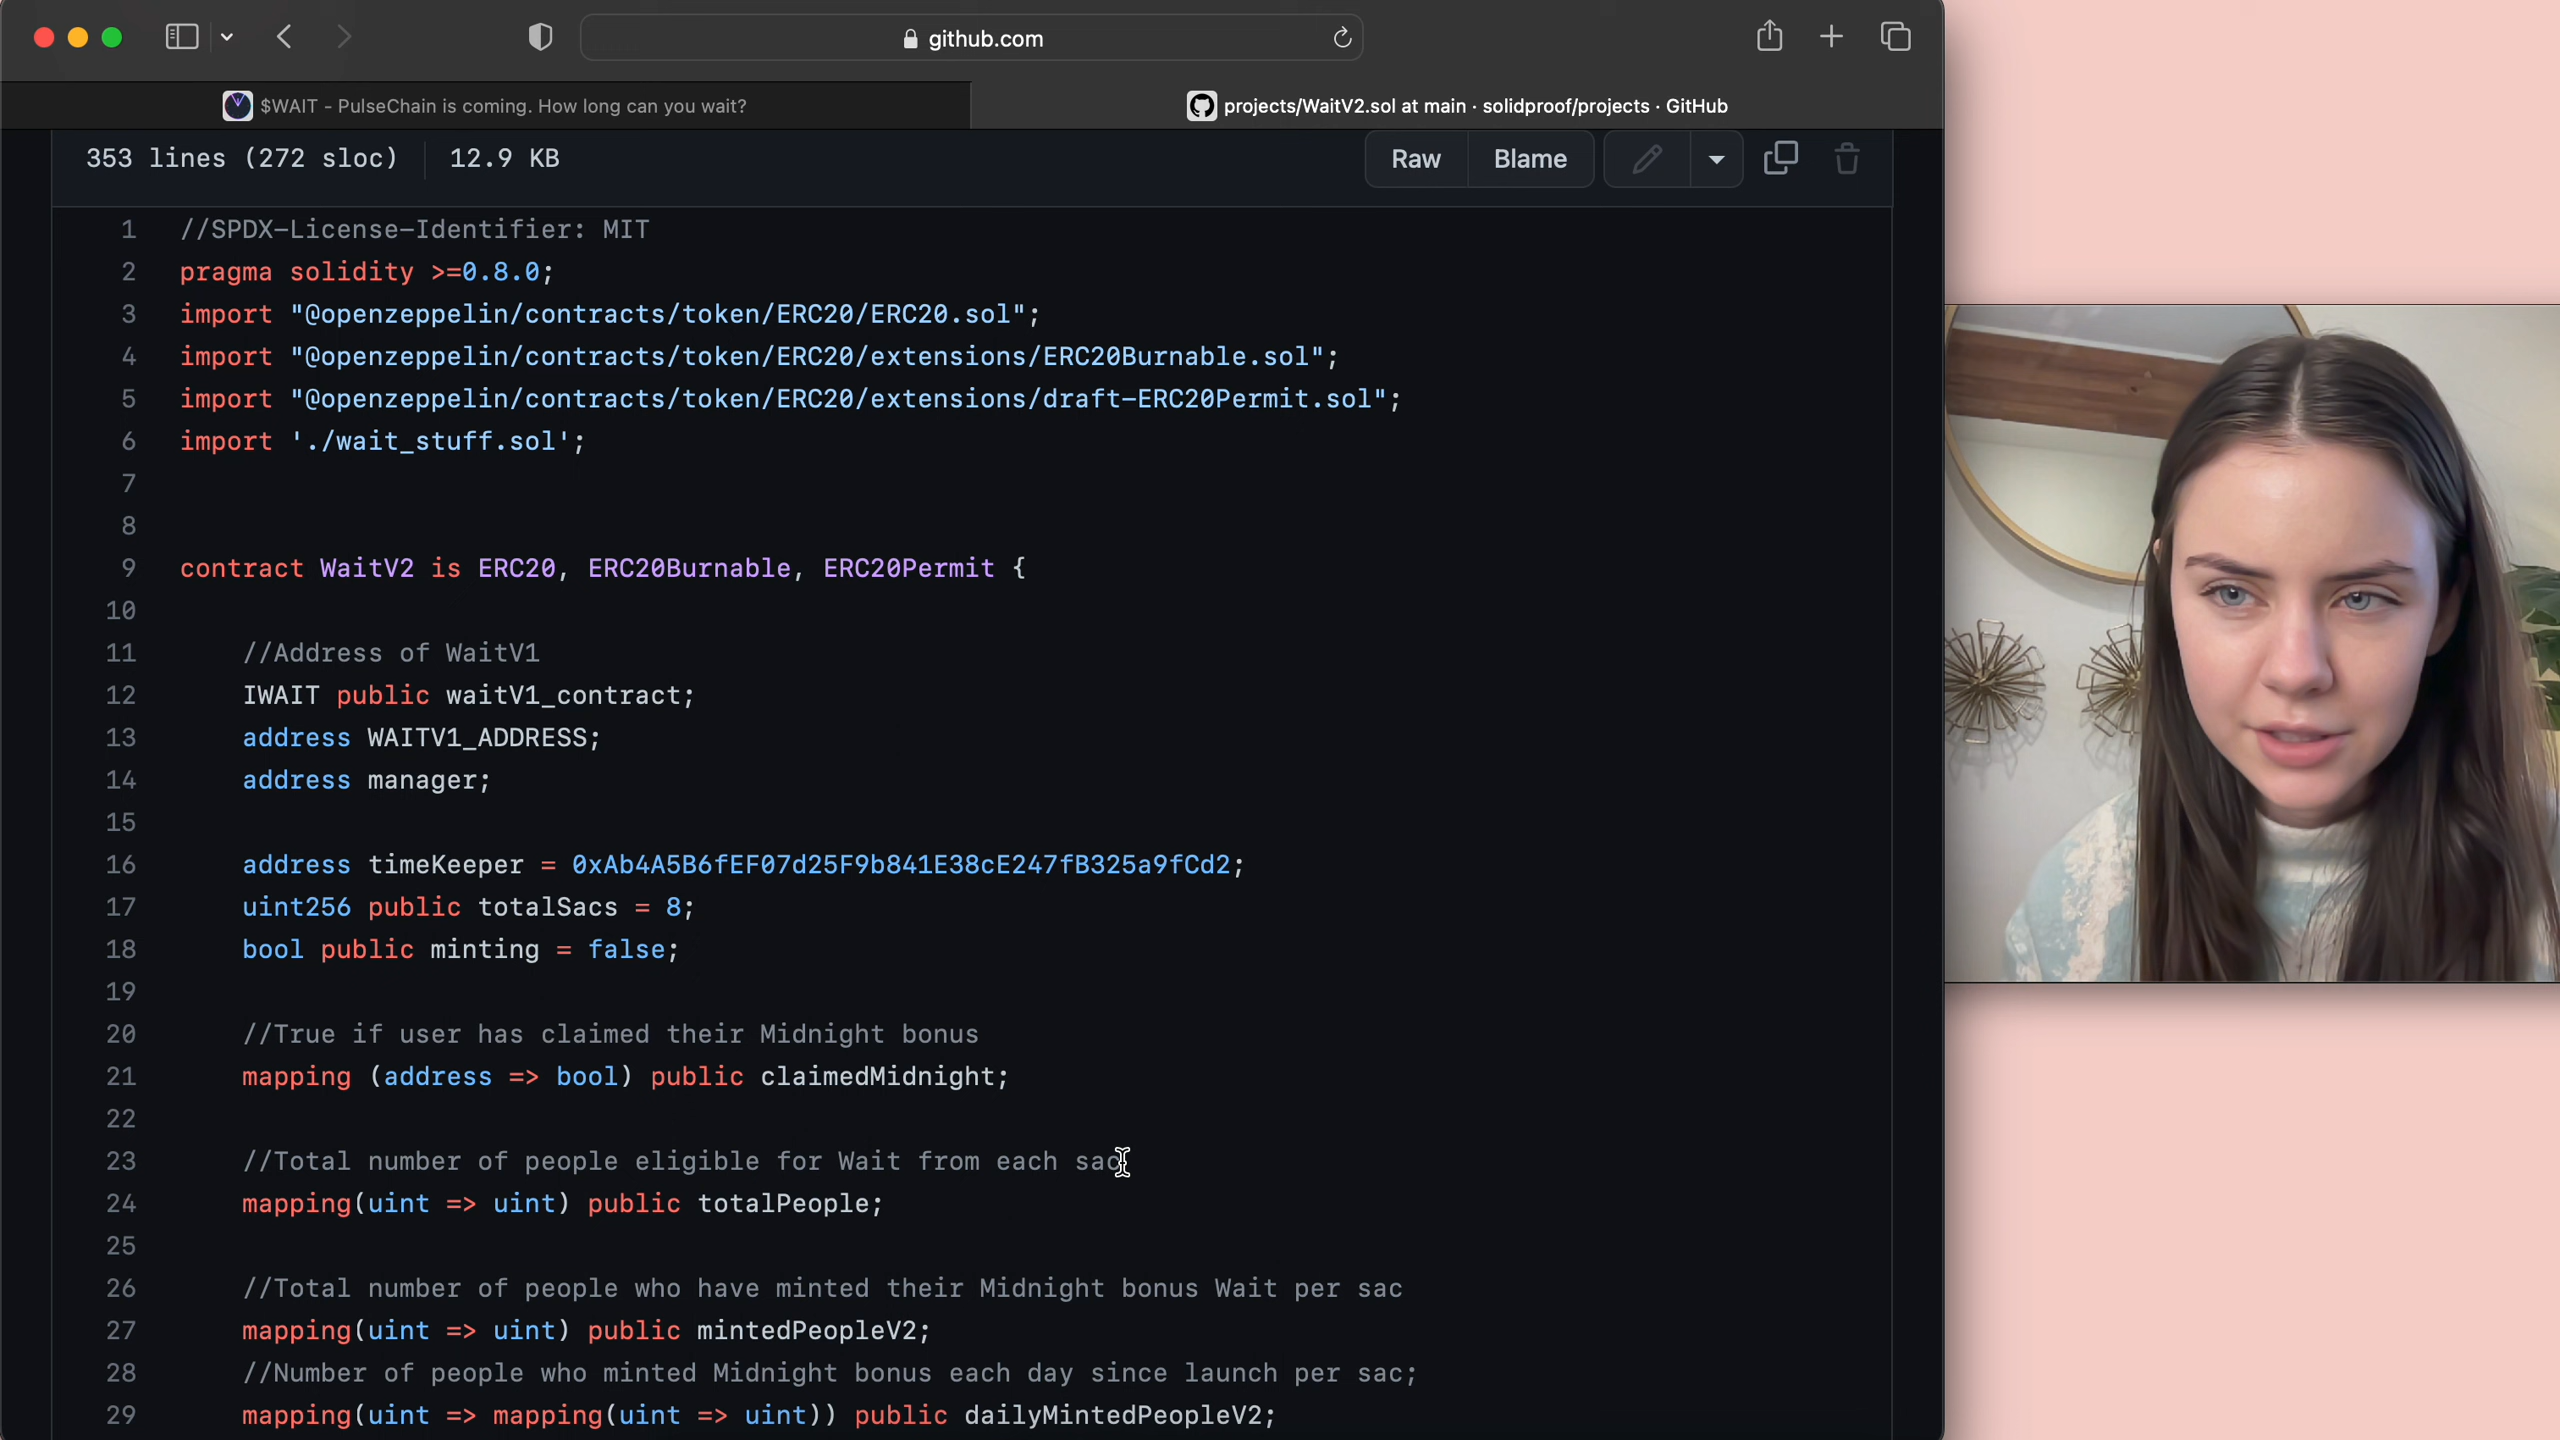 github.com
$WAIT - PulseChain is coming. How long can you wait?
projects/WaitV2.sol at main · solidproof/projects · GitHub
353 lines (272 sloc) 12.9 KB
Raw Blame
1 //SPDX-License-Identifier: MIT
2 pragma solidity >=0.8.0;
3 import "@openzeppelin/contracts/token/ERC20/ERC20.sol";
4 import "@openzeppelin/contracts/token/ERC20/extensions/ERC20Burnable.sol";
5 import "@openzeppelin/contracts/token/ERC20/extensions/draft-ERC20Permit.sol";
6 import './wait_stuff.sol';
7
8
9 contract WaitV2 is ERC20, ERC20Burnable, ERC20Permit {
10
11 //Address of WaitV1
12 IWAIT public waitV1_contract;
13 address WAITV1_ADDRESS;
14 address manager;
15
16 address timeKeeper = 0xAb4A5B6fEF07d25F9b841E38cE247fB325a9fCd2;
17 uint256 public totalSacs = 8;
18 bool public minting = false;
19
20 //True if user has claimed their Midnight bonus
21 mapping (address => bool) public claimedMidnight;
22
23 //Total number of people eligible for Wait from each sac
24 mapping(uint => uint) public totalPeople;
25
26 //Total number of people who have minted their Midnight bonus Wait per sac
27 mapping(uint => uint) public mintedPeopleV2;
28 //Number of people who minted Midnight bonus each day since launch per sac;
29 mapping(uint => mapping(uint => uint)) public dailyMintedPeopleV2;